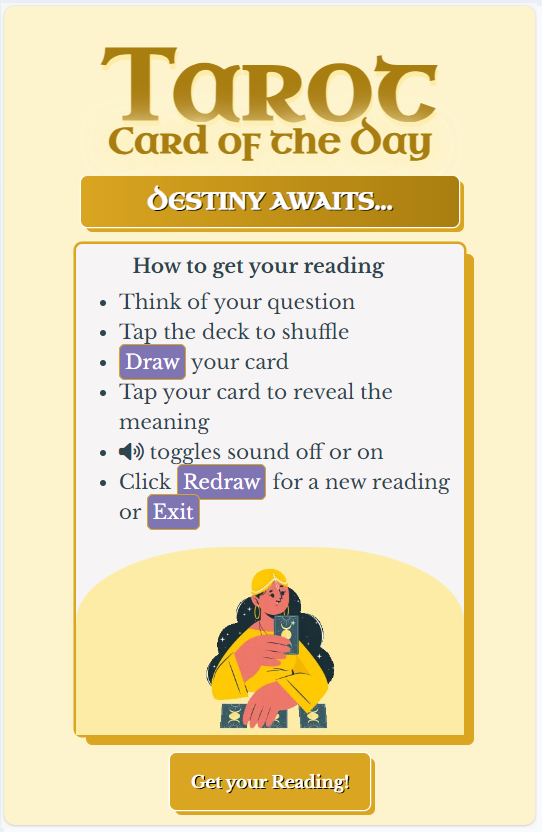 Tarot
Card of the day
DESTINY AWAITS...
How to get your reading
• Think of your question
• Tap the deck to shuffle
• Draw your card
• Tap your card to reveal the
meaning
• toggles sound off or on
• Click Redraw for a new reading
or Exit
Get your Reading!